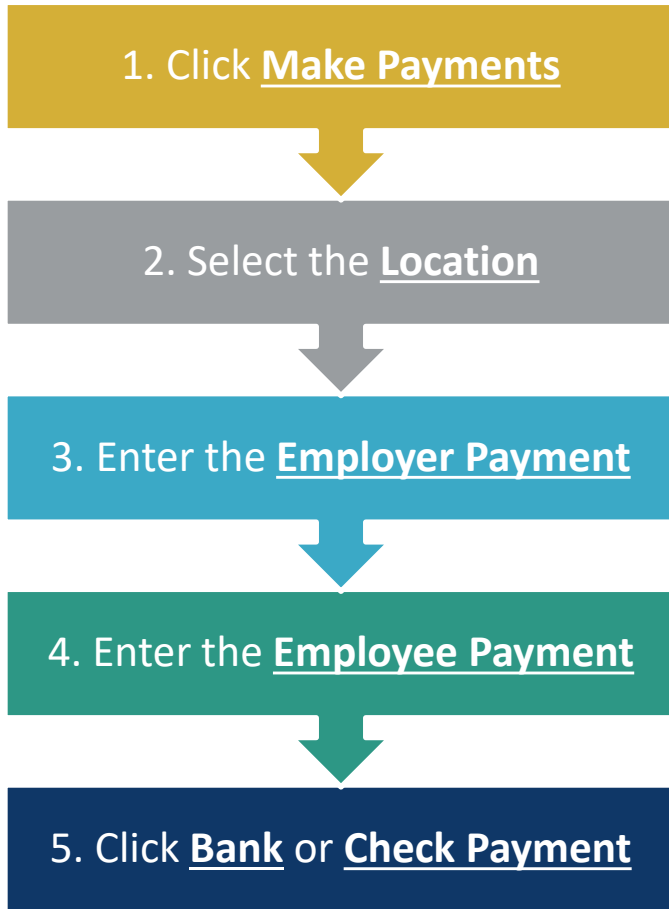 1. Click Make Payments
2. Select the Location
3. Enter the Employer Payment
4. Enter the Employee Payment
5. Click Bank or Check Payment